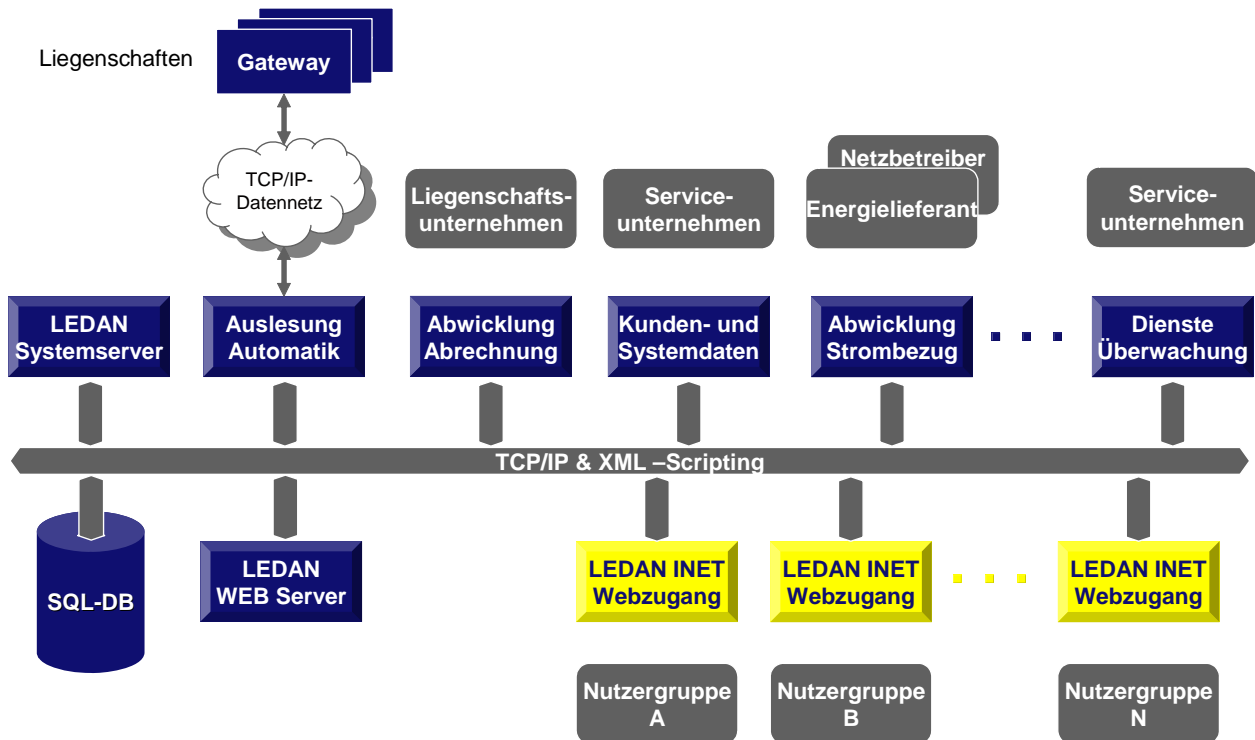 Liegenschaften
Gateway
TCP/IP-
Datennetz
Liegenschafts-
unternehmen
Service-
unternehmen
Netzbetreiber
Energielieferant
Service-
unternehmen
LEDAN
Systemserver
Auslesung
Automatik
Abwicklung
Abrechnung
Kunden- und
Systemdaten
Abwicklung
Strombezug
Dienste
Überwachung
TCP/IP & XML –Scripting
SQL-DB
LEDAN
WEB Server
LEDAN INET
Webzugang
LEDAN INET
Webzugang
LEDAN INET
Webzugang
Nutzergruppe
A
Nutzergruppe
B
Nutzergruppe
N